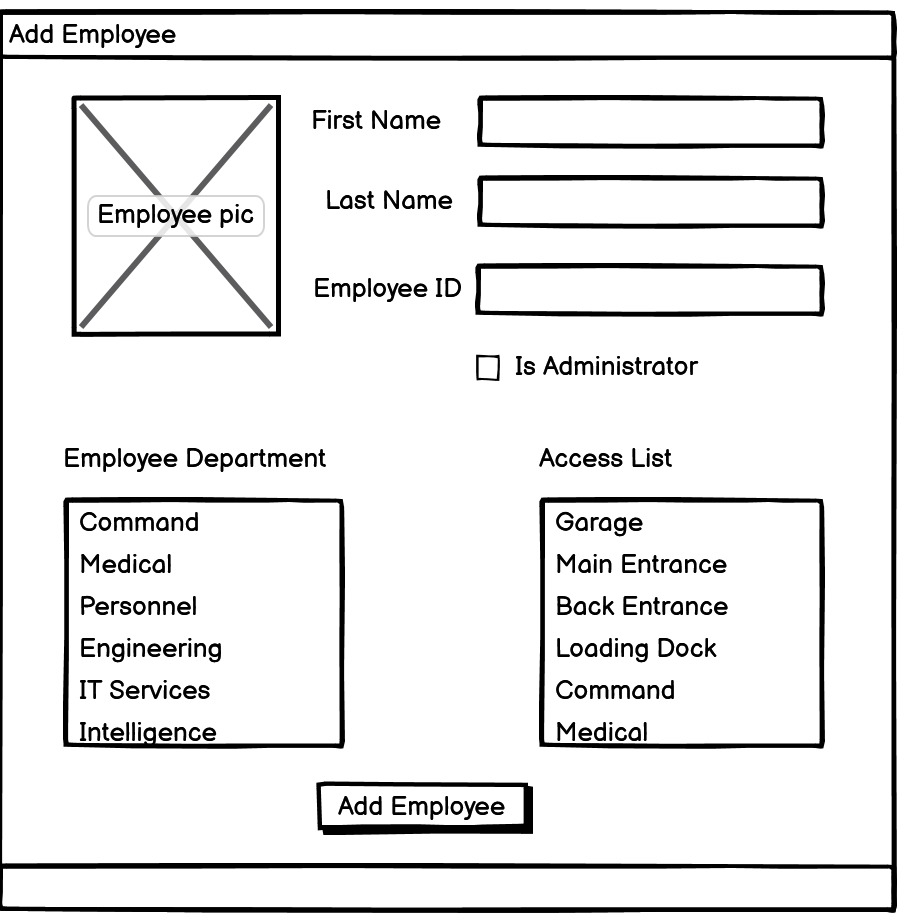 Add Employee
Employee pic
First Name
Last Name
Employee ID
Is Administrator
Employee Department
Command
Medical
Personnel
Engineering
IT Services
Intelligence
Access List
Garage
Main Entrance
Back Entrance
Loading Dock
Command
Medical
Add Employee